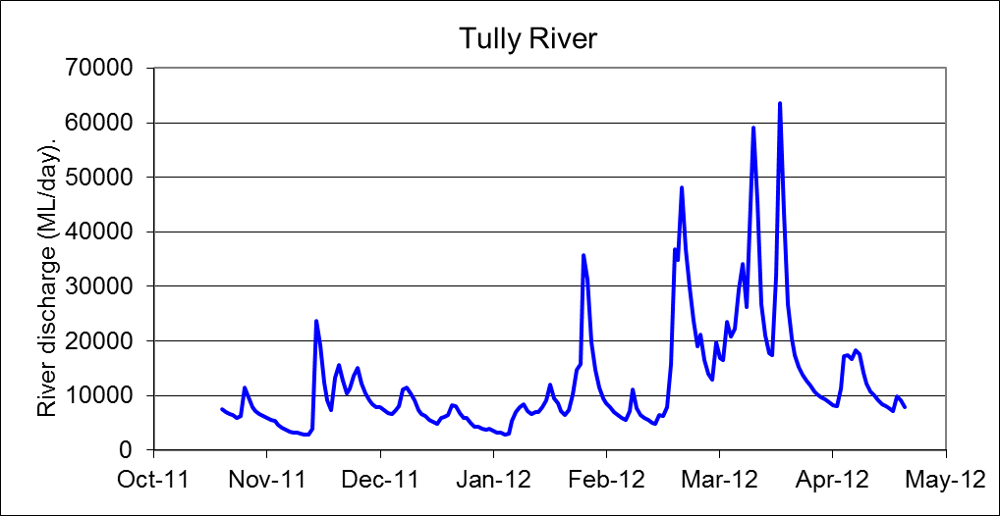 Tully River
River discharge (ML/day).
70000
60000
50000
40000
30000
20000
10000
0
Oct-11 Nov-11 Dec-11 Jan-12 Feb-12 Mar-12 Apr-12 May-12